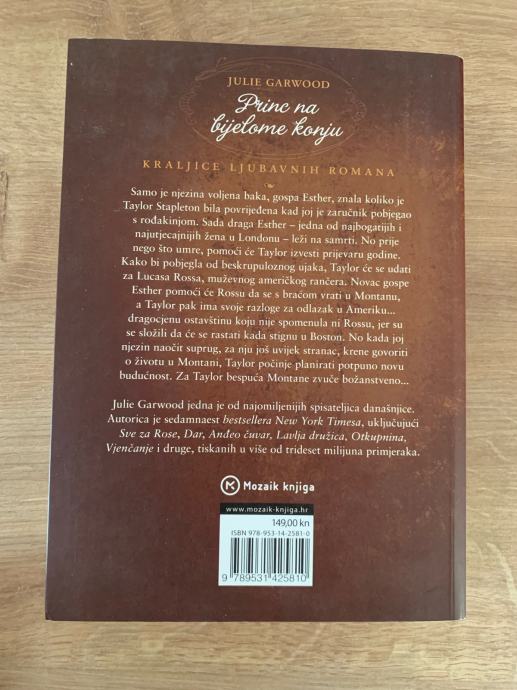 JULIE GARWOOD
Princ na
bijelome konju
KRALJICE LJUBAVNIH ROMANA
Samo je njezina voljena baka, gospa Esther, znala koliko je
Taylor Stapleton bila povrijeđena kad joj je zaručnik pobjegao
s rođakinjom. Sada draga Esther – jedna od najbogatijih i
najutjecajnijih žena u Londonu – leži na samrti. No prije
nego što umre, pomoći će Taylor izvesti prijevaru godine.
Kako bi pobjegla od beskrupuloznog ujaka, Taylor će se udati
za Lucasa Rossa, muževnog američkog rančera. Novac gospe
Esther pomoći će Rossu da se s braćom vrati u Montanu,
a Taylor pak ima svoje razloge za odlazak u Ameriku...
dragocjenu ostavštinu koju nije spomenula ni Rossu, jer su
se složili da će se rastati kada stignu u Boston. No kada joj
njezin naočit suprug, za nju još uvijek stranac, krene govoriti
o životu u Montani, Taylor počinje planirati potpuno novu
budućnost. Za Taylor bespuća Montane zvuče božanstveno...
Julie Garwood jedna je od najomiljenijih spisateljica današnjice.
Autorica je sedamnaest bestsellera New York Timesa, uključujući
Sve za Rose, Dar, Anđeo čuvar, Lavlja družica, Otkupnina,
Vjenčanje i druge, tiskanih u više od trideset milijuna primjeraka.
Mozaik knjiga
www.mozaik-knjiga.hr
149,00 kn
ISBN 978-953-14-2581-0
9 789531 425810